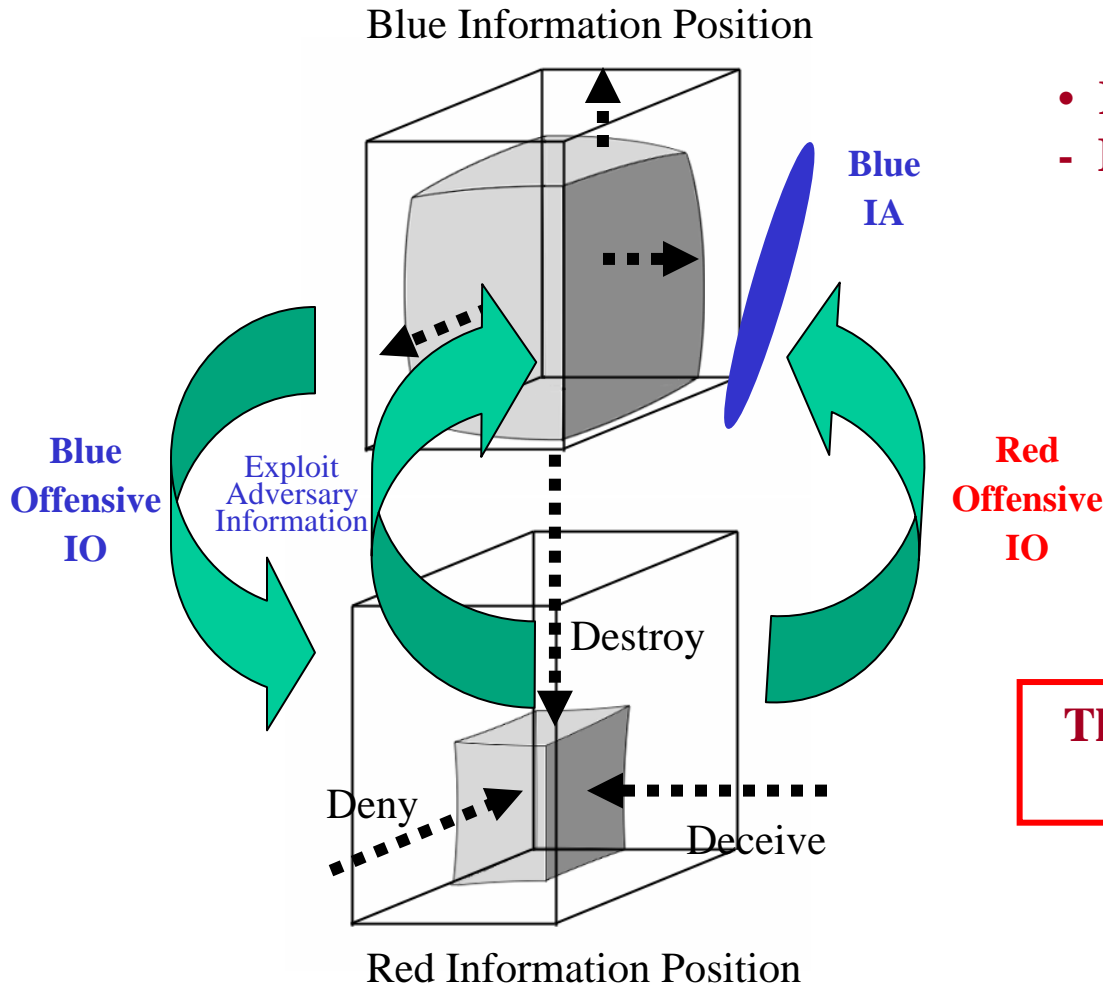 Blue Information Position
•
-
Blue
IA
Blue
Offensive
IO
Exploit
Adversary
Information
Red
Offensive
IO
Destroy
Deny
Deceive
Red Information Position